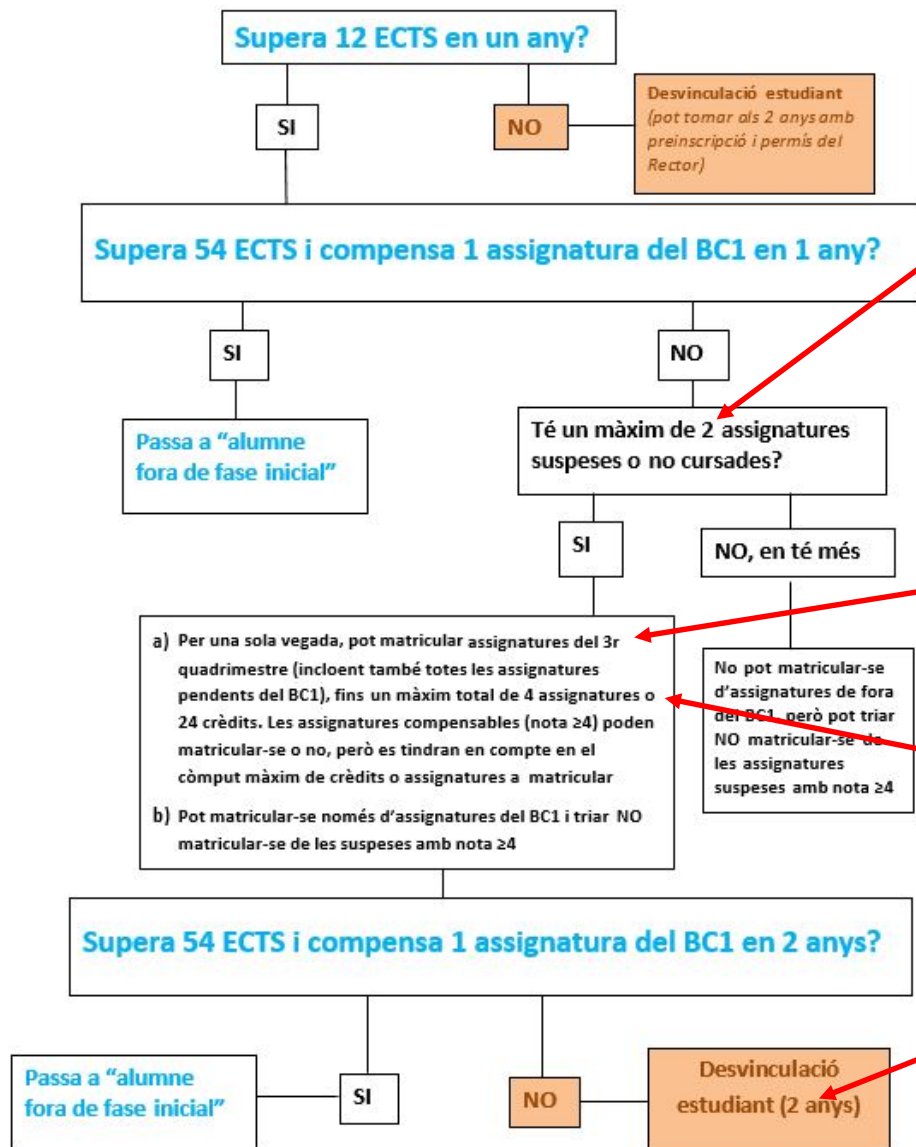 Supera 12 ECTS en un any?
SI
NO
Desvinculació estudiant
(pot tornar als 2 anys amb
preinscripció i permís del
Rector)
Supera 54 ECTS i compensa 1 assignatura del BC1 en 1 any?
SI
NO
Passa a “alumne
fora de fase inicial”
Té un màxim de 2 assignatures
suspeses o no cursades?
SI
NO, en té més
a) Per una sola vegada, pot matricular assignatures del 3r
quadrimestre (incloent també totes les assignatures
pendents del BC1), fins un màxim total de 4 assignatures o
24 crèdits. Les assignatures compensables (nota ≥4) poden
matricular-se o no, però es tindran en compte en el
còmput màxim de crèdits o assignatures a matricular
b) Pot matricular-se només d’assignatures del BC1 i triar NO
matricular-se de les suspeses amb nota ≥4
No pot matricular-se
d’assignatures de fora
del BC1, però pot triar
NO matricular-se de
les assignatures
suspeses amb nota ≥4
Supera 54 ECTS i compensa 1 assignatura del BC1 en 2 anys?
Passa a “alumne
fora de fase inicial”
SI
NO
Desvinculació
estudiant (2 anys)